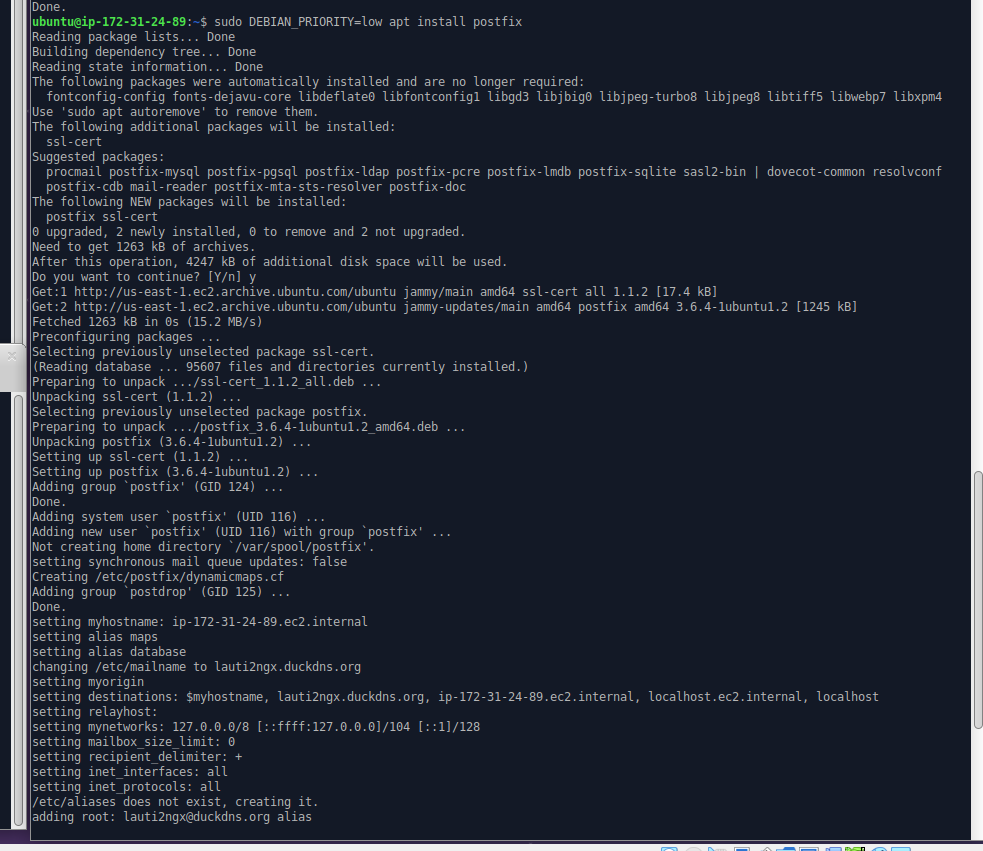 Done.
ubuntu@ip-172-31-24-89:~$ sudo DEBIAN_PRIORITY=low apt install postfix
Reading package lists... Done
Building dependency tree... Done
Reading state information... Done
The following packages were automatically installed and are no longer required:
  fontconfig-config fonts-dejavu-core libdeflate0 libfontconfig1 libgd3 libjbig0 libjpeg-turbo8 libjpeg8 libtiff5 libwebp7 libxpm4
Use 'sudo apt autoremove' to remove them.
The following additional packages will be installed:
  ssl-cert
Suggested packages:
  procmail postfix-mysql postfix-pgsql postfix-ldap postfix-pcre postfix-lmdb postfix-sqlite sasl2-bin | dovecot-common resolvconf
  postfix-cdb mail-reader postfix-mta-sts-resolver postfix-doc
The following NEW packages will be installed:
  postfix ssl-cert
0 upgraded, 2 newly installed, 0 to remove and 2 not upgraded.
Need to get 1263 kB of archives.
After this operation, 4247 kB of additional disk space will be used.
Do you want to continue? [Y/n] y
Get:1 http://us-east-1.ec2.archive.ubuntu.com/ubuntu jammy/main amd64 ssl-cert all 1.1.2 [17.4 kB]
Get:2 http://us-east-1.ec2.archive.ubuntu.com/ubuntu jammy-updates/main amd64 postfix amd64 3.6.4-1ubuntu1.2 [1245 kB]
Fetched 1263 kB in 0s (15.2 MB/s)
Preconfiguring packages ...
Selecting previously unselected package ssl-cert.
(Reading database ... 95607 files and directories currently installed.)
Preparing to unpack .../ssl-cert_1.1.2_all.deb ...
Unpacking ssl-cert (1.1.2) ...
Selecting previously unselected package postfix.
Preparing to unpack .../postfix_3.6.4-1ubuntu1.2_amd64.deb ...
Unpacking postfix (3.6.4-1ubuntu1.2) ...
Setting up ssl-cert (1.1.2) ...
Setting up postfix (3.6.4-1ubuntu1.2) ...
Adding group `postfix' (GID 124) ...
Done.
Adding system user `postfix' (UID 116) ...
Adding new user `postfix' (UID 116) with group `postfix' ...
Not creating home directory `/var/spool/postfix'.
setting synchronous mail queue updates: false
Creating /etc/postfix/dynamicmaps.cf
Adding group `postdrop' (GID 125) ...
Done.
setting myhostname: ip-172-31-24-89.ec2.internal
setting alias maps
setting alias database
changing /etc/mailname to lauti2ngx.duckdns.org
setting myorigin
setting destinations: $myhostname, lauti2ngx.duckdns.org, ip-172-31-24-89.ec2.internal, localhost.ec2.internal, localhost
setting relayhost:
setting mynetworks: 127.0.0.0/8 [::ffff:127.0.0.0]/104 [::1]/128
setting mailbox_size_limit: 0
setting recipient_delimiter: +
setting inet_interfaces: all
setting inet_protocols: all
/etc/aliases does not exist, creating it.
adding root: lauti2ngx@duckdns.org alias